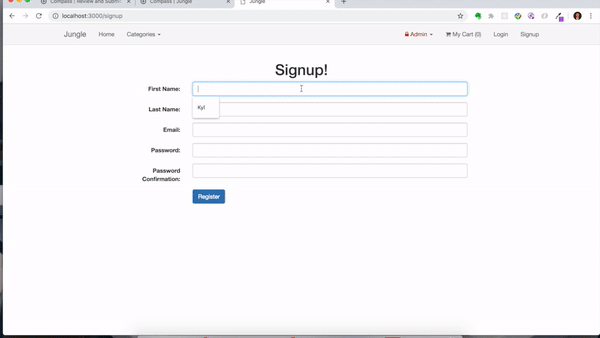 Compass | Review and Submi
Compass | Jungle
Jungle
localhost:3000/signup
Jungle Home Categories Admin My Cart (0) Login Signup
Signup!
First Name:
Kyl
Last Name:
Email:
Password:
Password
Confirmation:
Register